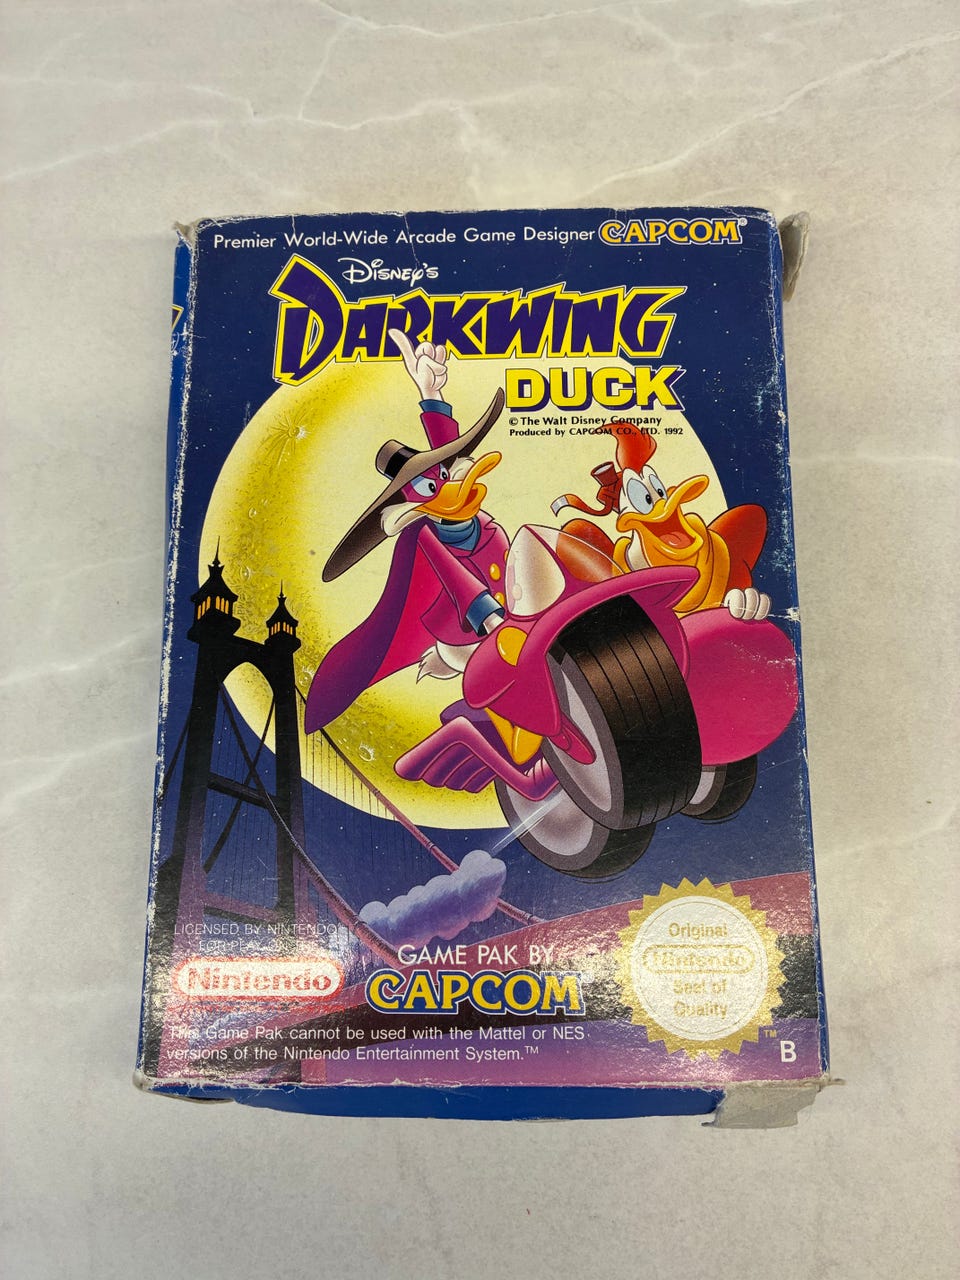 Premier World-Wide Arcade Game Designer CAPCOM®
Disney's
DARKWING
DUCK
© The Walt Disney Company
Produced by CAPCOM CO., LTD. 1992
LICENSED BY NINTENDO
FOR PLAY ON THE
Nintendo
GAME PAK BY
CAPCOM
This Game Pak cannot be used with the Mattel or NES
versions of the Nintendo Entertainment System.™
Original
Nintendo
Seal of
Quality
™
B